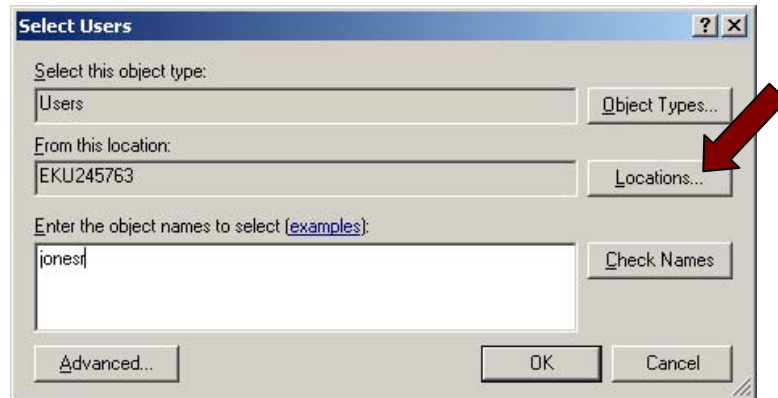 Select Users
?
Select this object type:
Users
Object Types...
From this location:
EKU245763
Locations...
Enter the object names to select (examples):
jonesr
Check Names
Advanced...
OK
Cancel